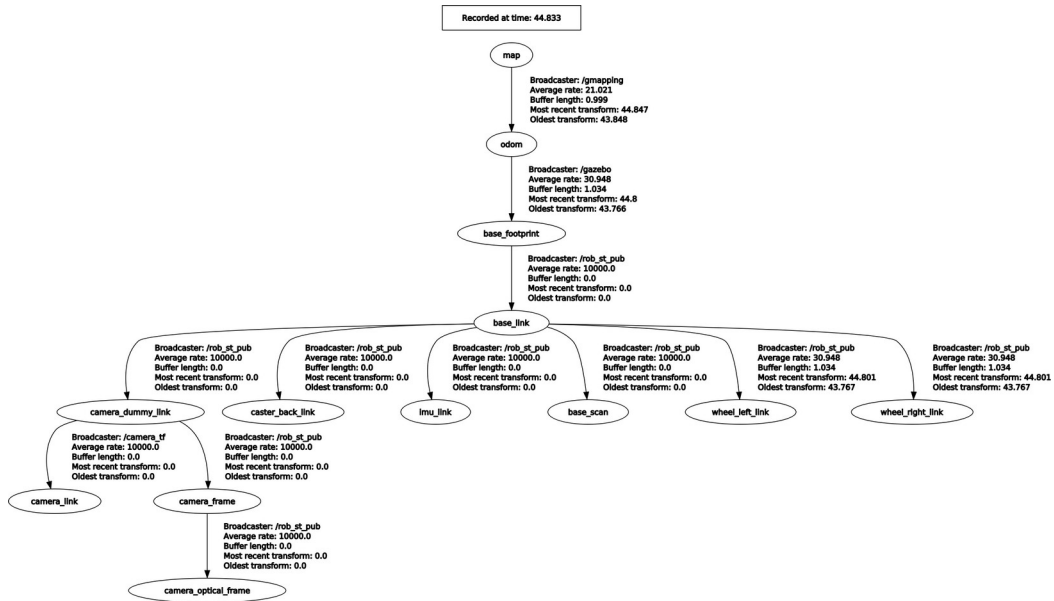 Recorded at time: 44.833
map
Broadcaster: /gmapping
Average rate: 21.021
Buffer length: 0.999
Most recent transform: 44.847
Oldest transform: 43.848
odom
Broadcaster: /gazebo
Average rate: 30.948
Buffer length: 1.034
Most recent transform: 44.8
Oldest transform: 43.766
base_footprint
Broadcaster: /rob_st_pub
Average rate: 10000.0
Buffer length: 0.0
Most recent transform: 0.0
Oldest transform: 0.0
base_link
Broadcaster: /rob_st_pub
Average rate: 10000.0
Buffer length: 0.0
Most recent transform: 0.0
Oldest transform: 0.0
Broadcaster: /rob_st_pub
Average rate: 10000.0
Buffer length: 0.0
Most recent transform: 0.0
Oldest transform: 0.0
Broadcaster: /rob_st_pub
Average rate: 10000.0
Buffer length: 0.0
Most recent transform: 0.0
Oldest transform: 0.0
Broadcaster: /rob_st_pub
Average rate: 10000.0
Buffer length: 0.0
Most recent transform: 0.0
Oldest transform: 0.0
Broadcaster: /rob_st_pub
Average rate: 30.948
Buffer length: 1.034
Most recent transform: 44.801
Oldest transform: 43.767
Broadcaster: /rob_st_pub
Average rate: 30.948
Buffer length: 1.034
Most recent transform: 44.801
Oldest transform: 43.767
camera_dummy_link
caster_back_link
imu_link
base_scan
wheel_left_link
wheel_right_link
Broadcaster: /camera_tf
Average rate: 10000.0
Buffer length: 0.0
Most recent transform: 0.0
Oldest transform: 0.0
Broadcaster: /rob_st_pub
Average rate: 10000.0
Buffer length: 0.0
Most recent transform: 0.0
Oldest transform: 0.0
camera_link
camera_frame
Broadcaster: /rob_st_pub
Average rate: 10000.0
Buffer length: 0.0
Most recent transform: 0.0
Oldest transform: 0.0
camera_optical_frame